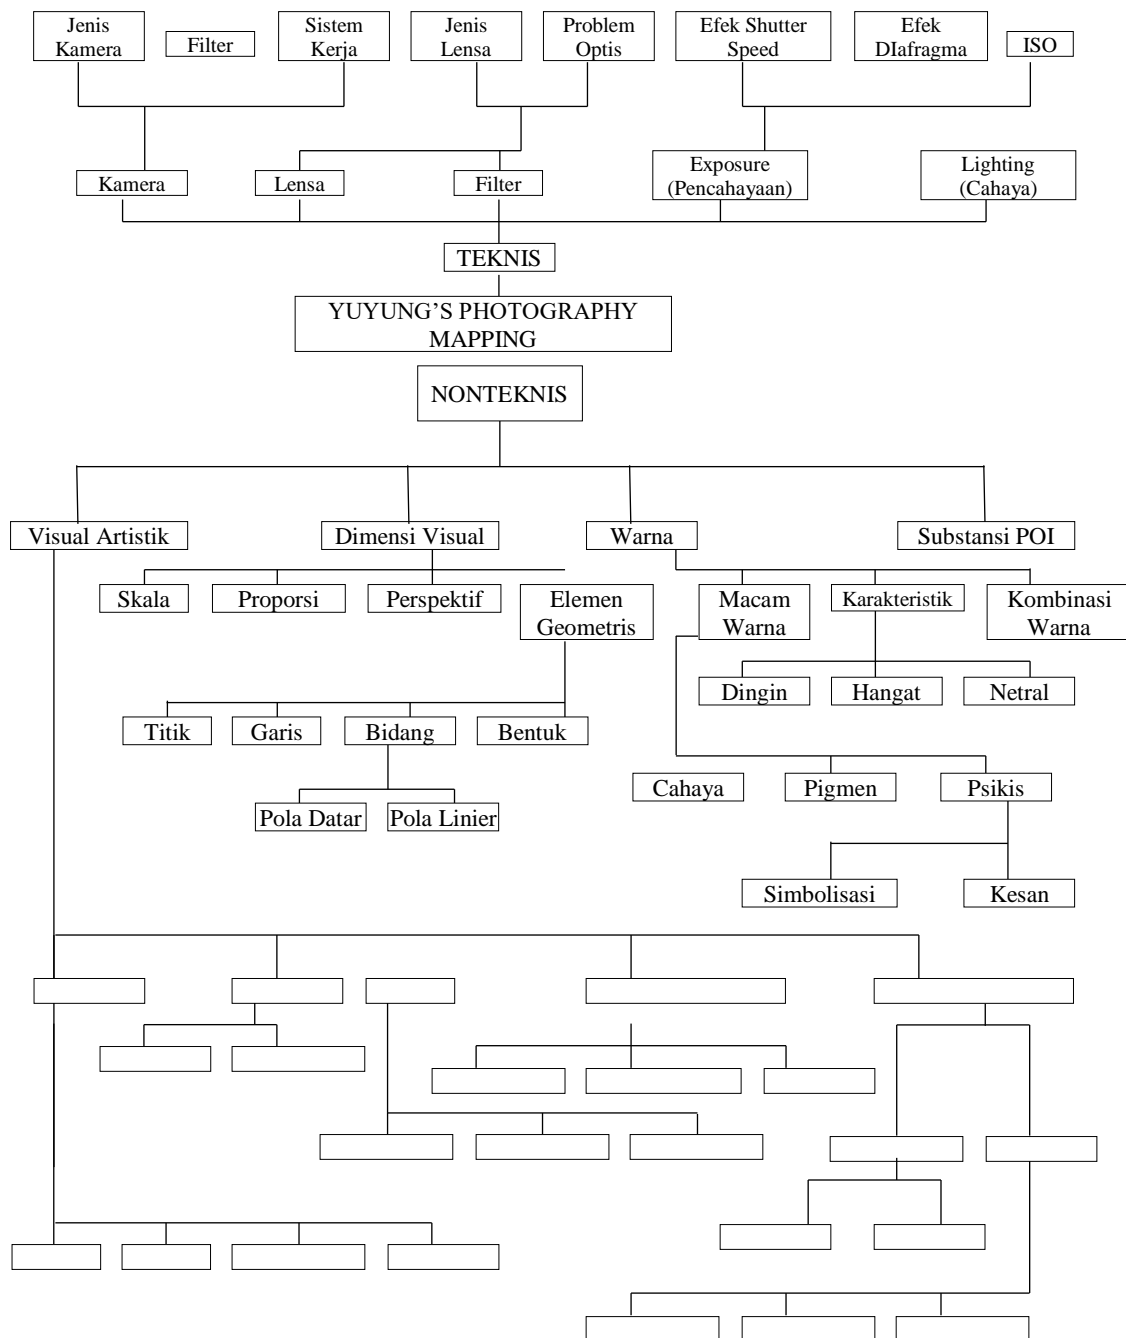 Jenis
Kamera
Filter
Sistem
Kerja
Jenis
Lensa
Problem
Optis
Efek Shutter
Speed
Efek
DIafragma
ISO
Kamera
Lensa
Filter
Exposure
(Pencahayaan)
Lighting
(Cahaya)
TEKNIS
YUYUNG’S PHOTOGRAPHY
MAPPING
NONTEKNIS
Visual Artistik
Dimensi Visual
Warna
Substansi POI
Skala
Proporsi
Perspektif
Elemen
Geometris
Macam
Warna
Karakteristik
Kombinasi
Warna
Dingin
Hangat
Netral
Titik
Garis
Bidang
Bentuk
Cahaya
Pigmen
Psikis
Pola Datar
Pola Linier
Simbolisasi
Kesan